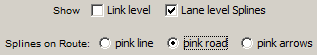 Show Link level Lane level Splines
Splines on Route: pink line pink road pink arrows